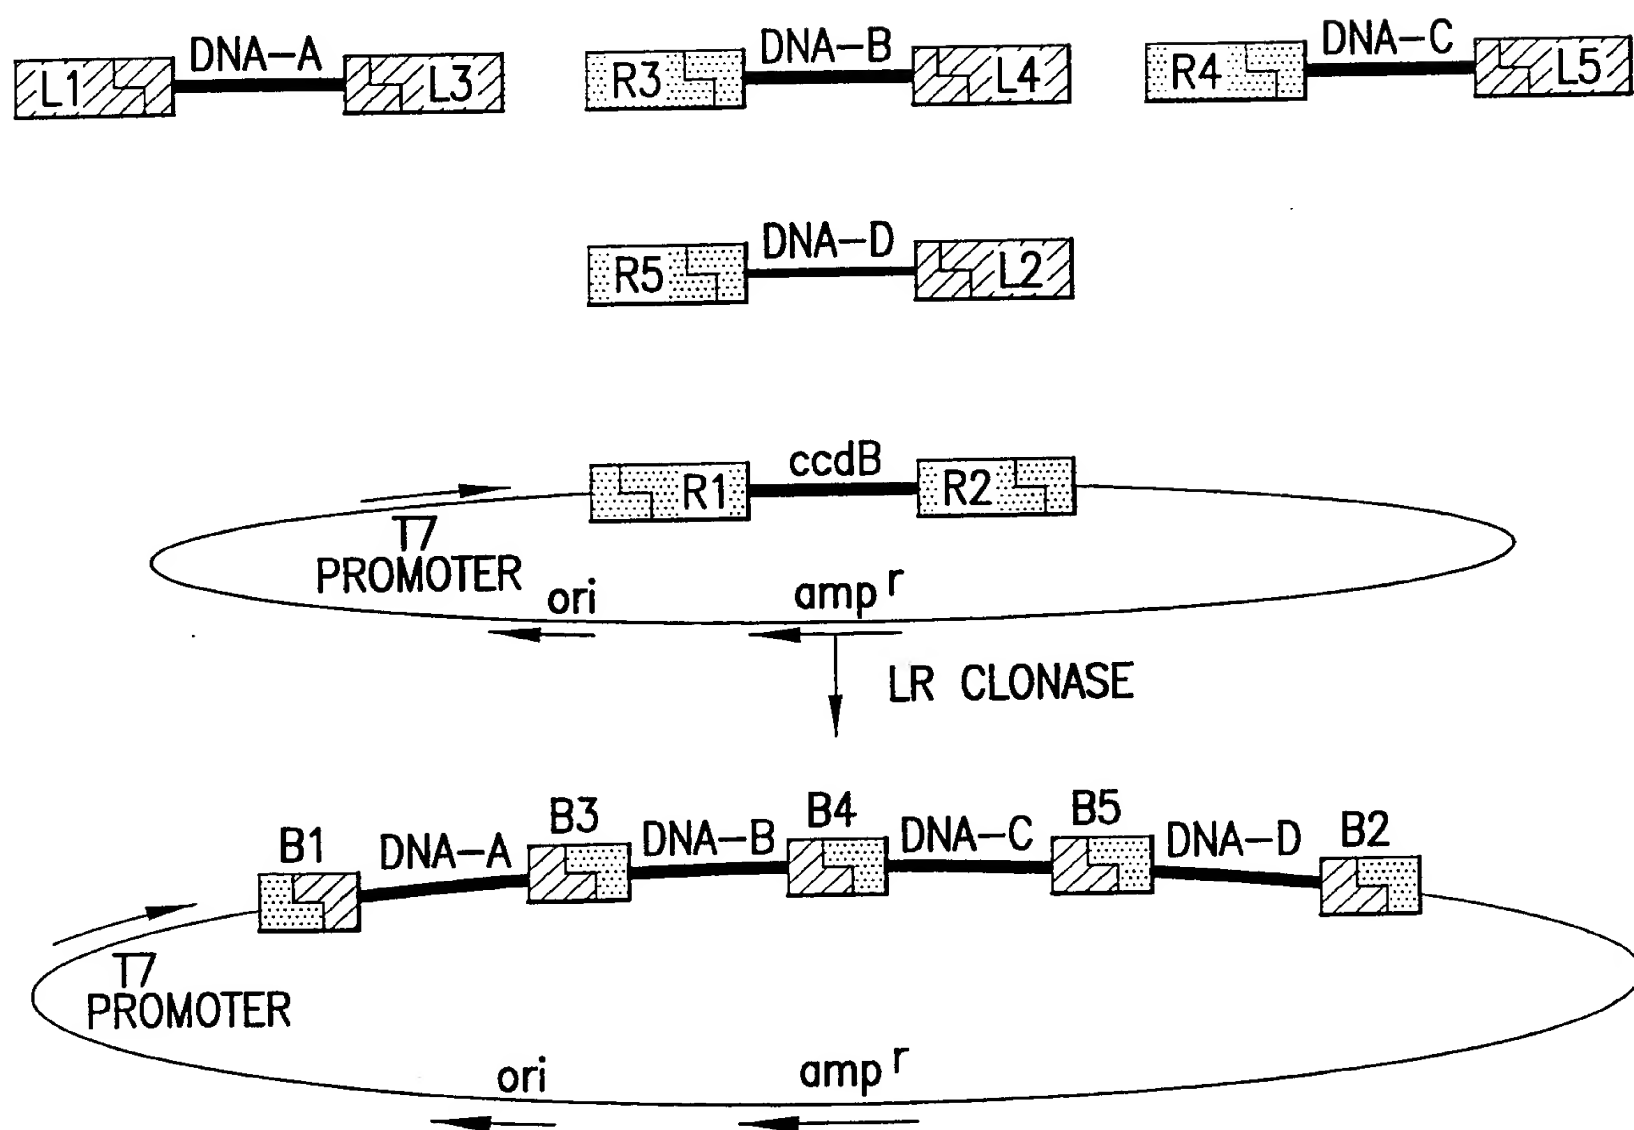 DNA-A DNA-B DNA-C
L1 L3 R3 L4 R4 L5
DNA-D
R5 L2
ccdB
R1 R2
T7
PROMOTER
ori amp r
LR CLONASE
B1 DNA-A B3 DNA-B B4 DNA-C B5 DNA-D B2
T7
PROMOTER
ori amp r